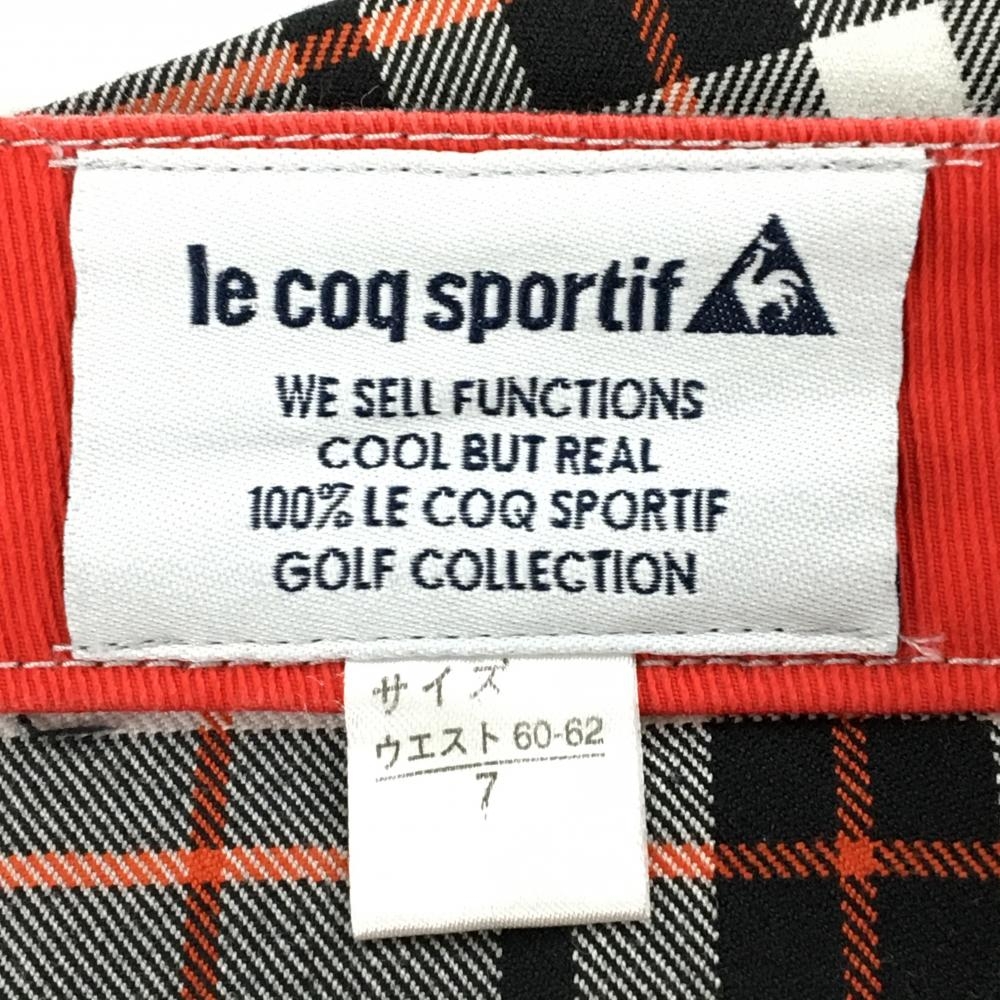 le coq sportif
WE SELL FUNCTIONS
COOL BUT REAL
100% LE COQ SPORTIF
GOLF COLLECTION
サイズ
ウエスト 60-62
7